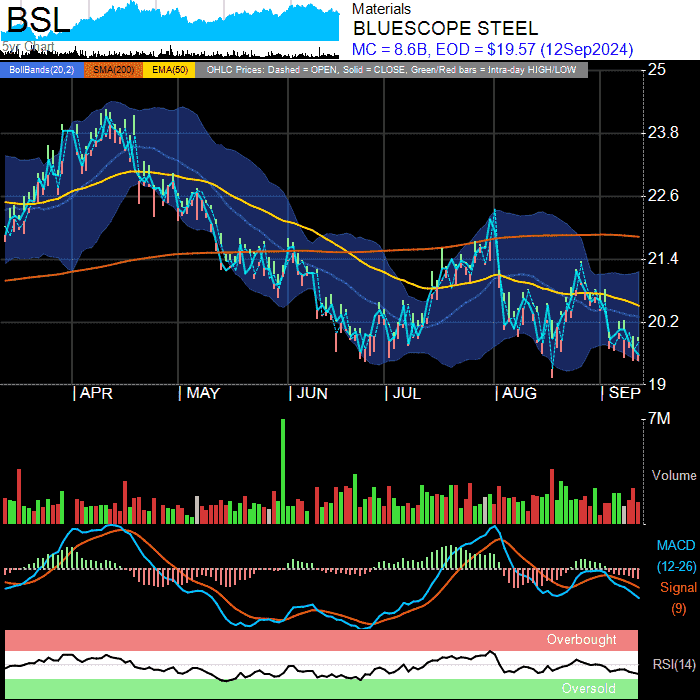 BSL
5yr Chart
Materials
BLUESCOPE STEEL
MC = 8.6B, EOD = $19.57 (12Sep2024)
BollBands(20,2) SMA(200) EMA(50) OHLC Prices: Dashed = OPEN, Solid = CLOSE, Green/Red bars = Intra-day HIGH/LOW
25
23.8
22.6
21.4
20.2
19
APR MAY JUN JUL AUG SEP
7M
Volume
MACD
(12-26)
Signal
(9)
Overbought
RSI(14)
Oversold